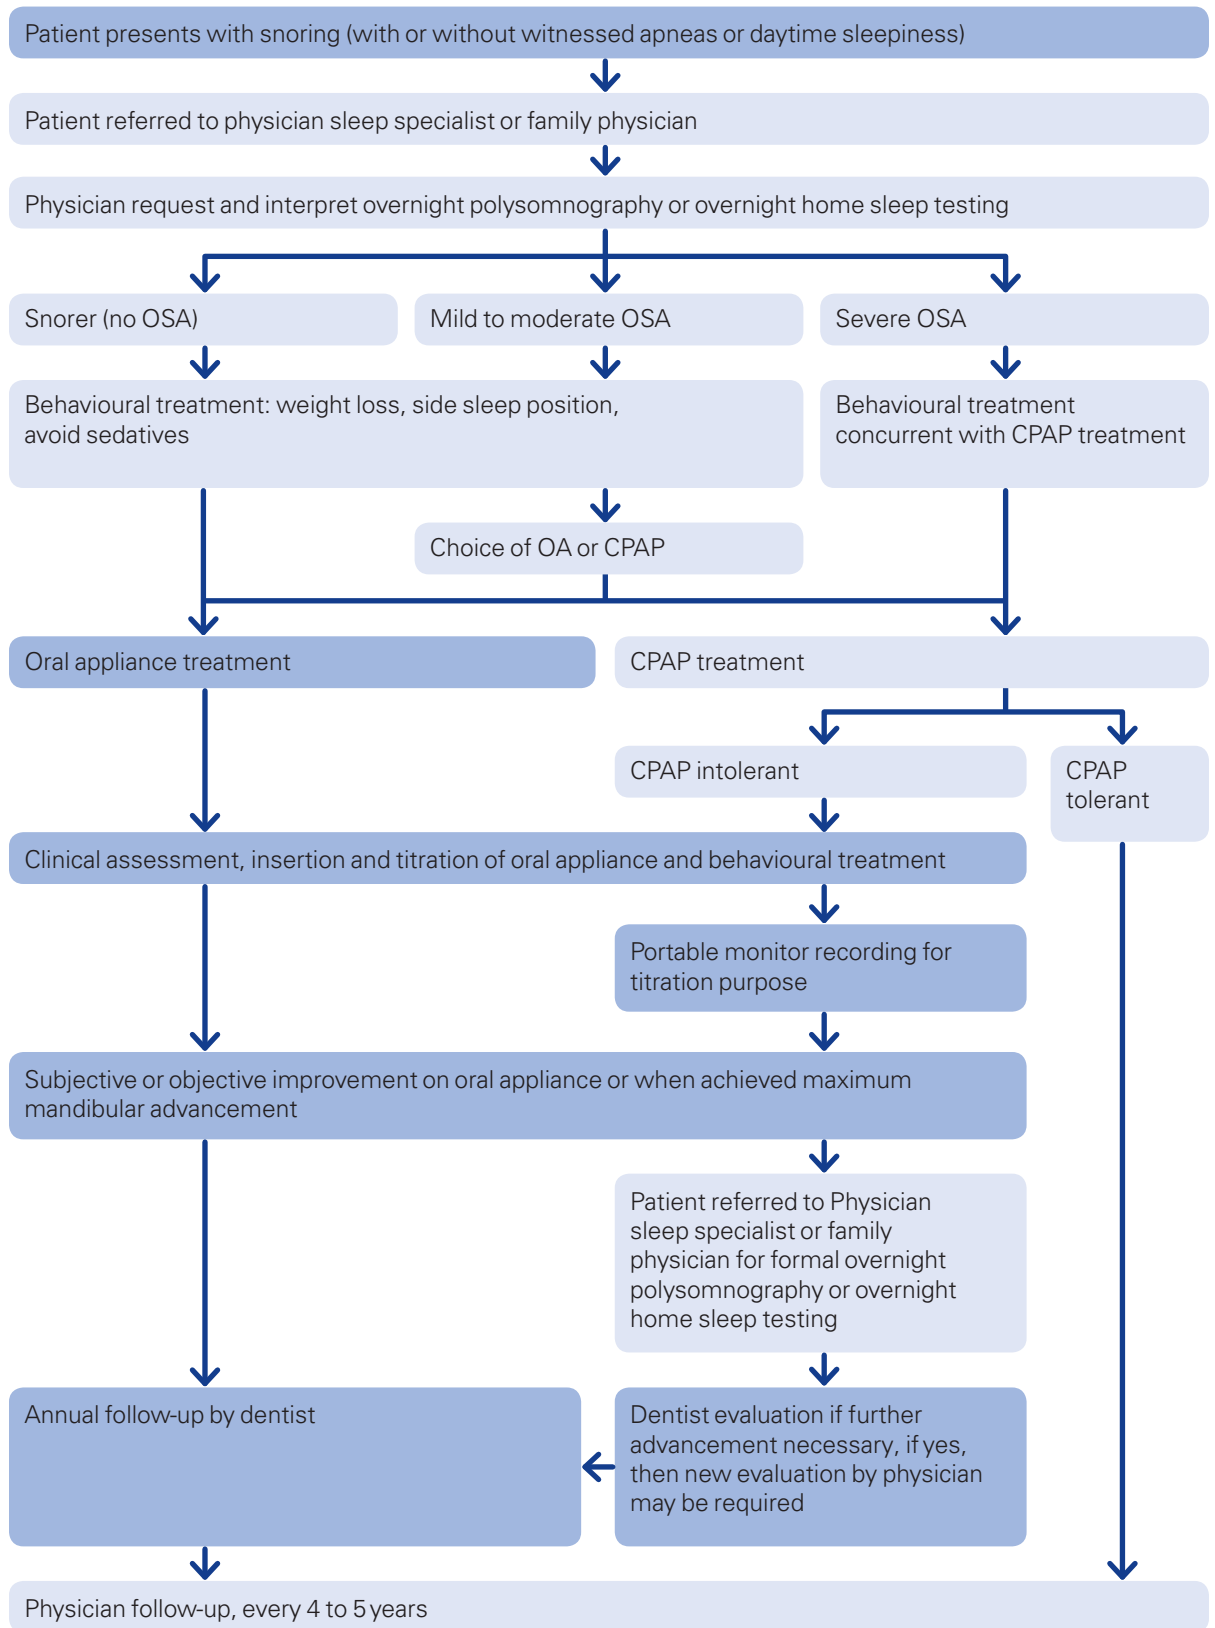 Patient presents with snoring (with or without witnessed apneas or daytime sleepiness)
Patient referred to physician sleep specialist or family physician
Physician request and interpret overnight polysomnography or overnight home sleep testing
Snorer (no OSA)
Mild to moderate OSA
Severe OSA
Behavioural treatment: weight loss, side sleep position,
avoid sedatives
Behavioural treatment
concurrent with CPAP treatment
Choice of OA or CPAP
Oral appliance treatment
CPAP treatment
CPAP intolerant
CPAP
tolerant
Clinical assessment, insertion and titration of oral appliance and behavioural treatment
Portable monitor recording for
titration purpose
Subjective or objective improvement on oral appliance or when achieved maximum
mandibular advancement
Patient referred to Physician
sleep specialist or family
physician for formal overnight
polysomnography or overnight
home sleep testing
Annual follow-up by dentist
Dentist evaluation if further
advancement necessary, if yes,
then new evaluation by physician
may be required
Physician follow-up, every 4 to 5 years